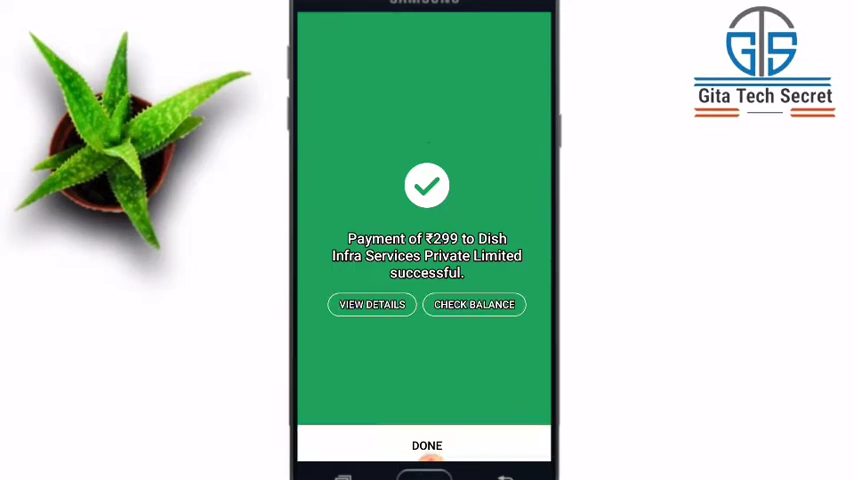 SAMSUNG
GTS
Gita Tech Secret
Payment of ₹299 to Dish
Infra Services Private Limited
successful.
VIEW DETAILS
CHECK BALANCE
DONE